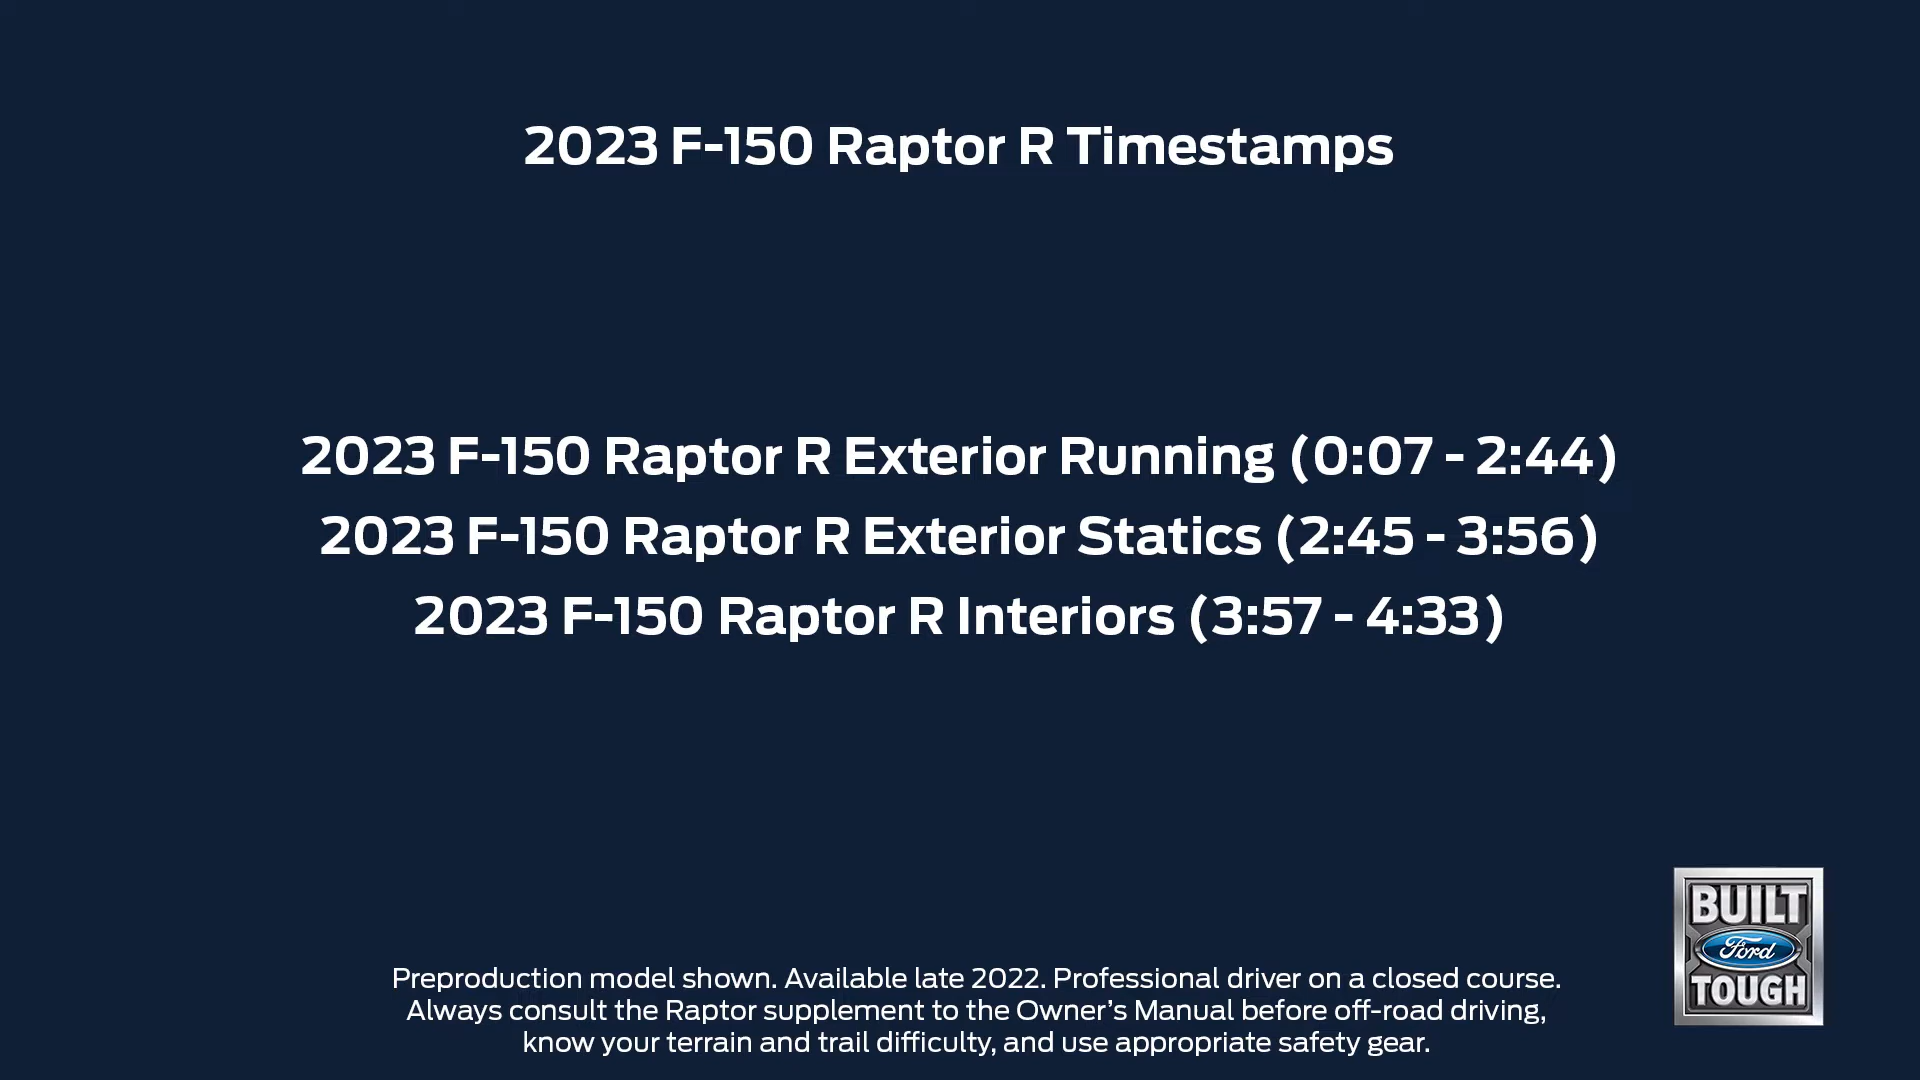 2023 F-150 Raptor R Timestamps
2023 F-150 Raptor R Exterior Running (0:07 - 2:44)
2023 F-150 Raptor R Exterior Statics (2:45 - 3:56)
2023 F-150 Raptor R Interiors (3:57 - 4:33)
BUILT
Ford
TOUGH
Preproduction model shown. Available late 2022. Professional driver on a closed course.
Always consult the Raptor supplement to the Owner’s Manual before off-road driving,
know your terrain and trail difficulty, and use appropriate safety gear.